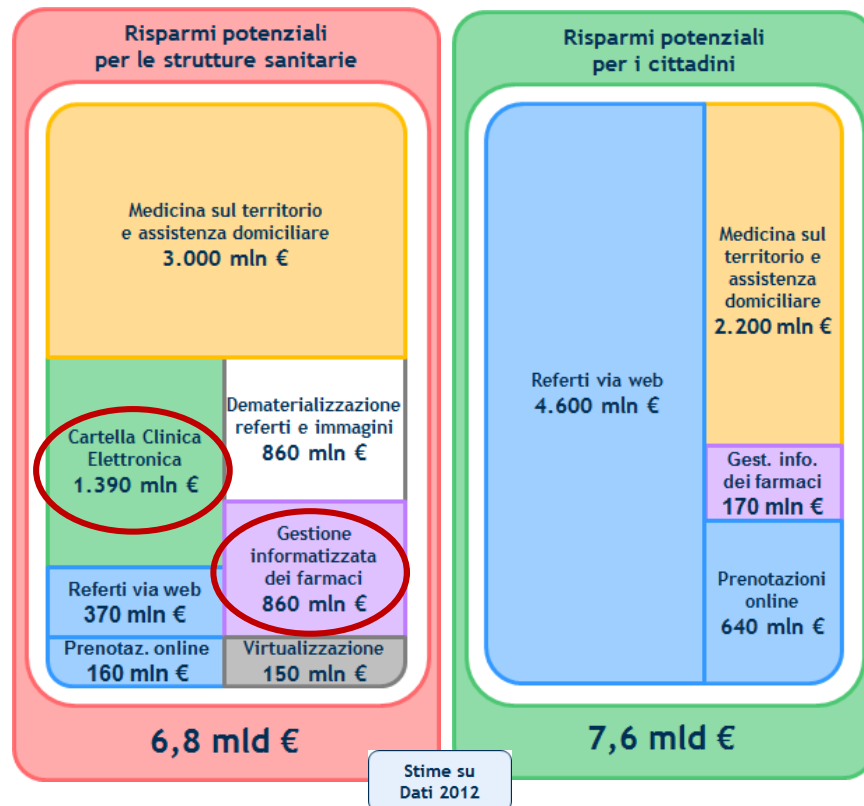 Risparmi potenziali
per le strutture sanitarie
Medicina sul territorio
e assistenza domiciliare
3.000 mln €
Cartella Clinica
Elettronica
1.390 mln €
Dematerializzazione
referti e immagini
860 mln €
Gestione
informatizzata
dei farmaci
860 mln €
Referti via web
370 mln €
Prenotaz. online
160 mln €
Virtualizzazione
150 mln €
6,8 mld €
Risparmi potenziali
per i cittadini
Referti via web
4.600 mln €
Medicina sul
territorio e
assistenza
domiciliare
2.200 mln €
Gest. info.
dei farmaci
170 mln €
Prenotazioni
online
640 mln €
7,6 mld €
Stime su
Dati 2012